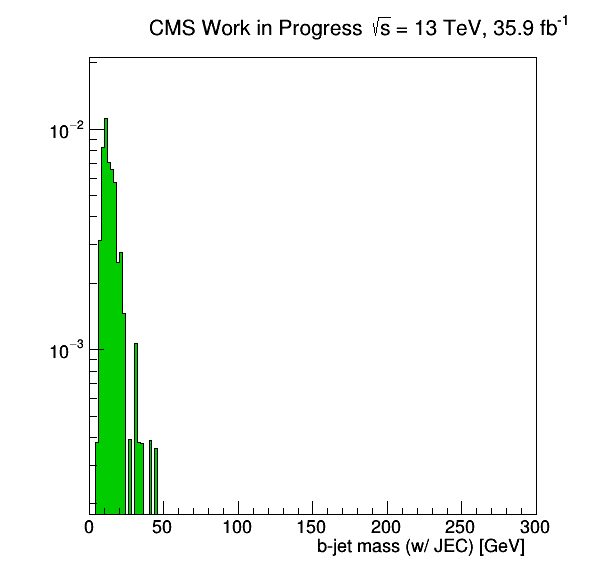 CMS Work in Progress √s = 13 TeV, 35.9 fb⁻¹
10⁻²
10⁻³
0 50 100 150 200 250 300
b-jet mass (w/ JEC) [GeV]